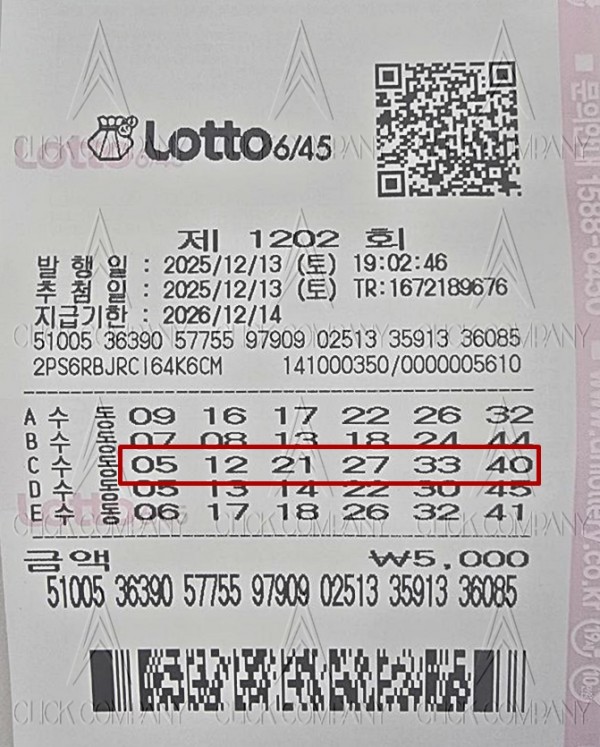 Lotto 6/45
제 1202 회
발 행 일 : 2025/12/13 (토) 19:02:46
추 첨 일 : 2025/12/13 (토) TR:1672189676
지급기한 : 2026/12/14
51005 36390 57755 97909 02513 35913 36085
2PS6RBJRCI64K6CM 141000350/0000005610
A 수 동 09 16 17 22 26 32
B 수 동 07 08 13 18 24 44
C 수 동 05 12 21 27 33 40
D 수 동 05 13 14 22 30 45
E 수 동 06 17 18 26 32 41
금액 ₩5,000
51005 36390 57755 97909 02513 35913 36085
CLICK COMPANY
1588-6450